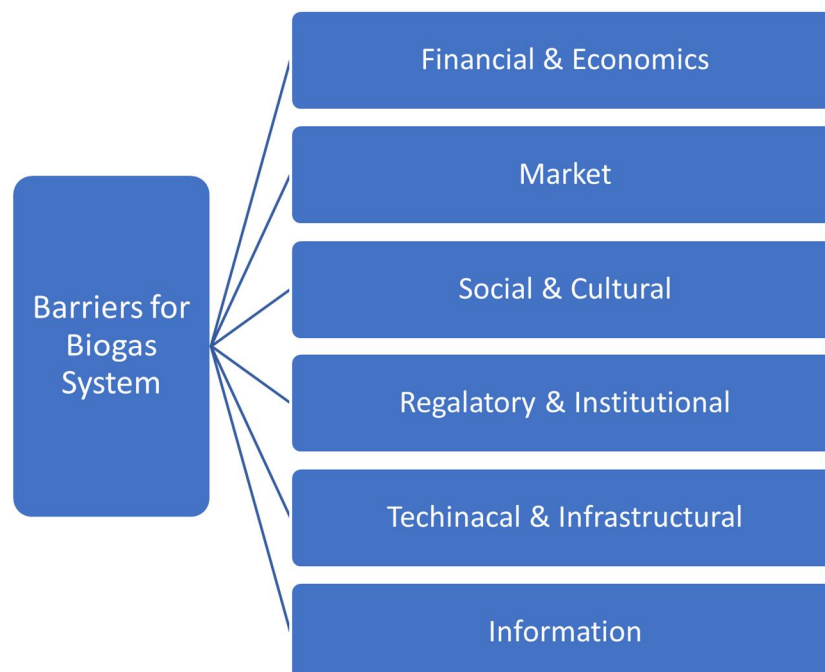 Financial & Economics
Market
Social & Cultural
Barriers for
Biogas
System
Regalatory & Institutional
Techinacal & Infrastructural
Information